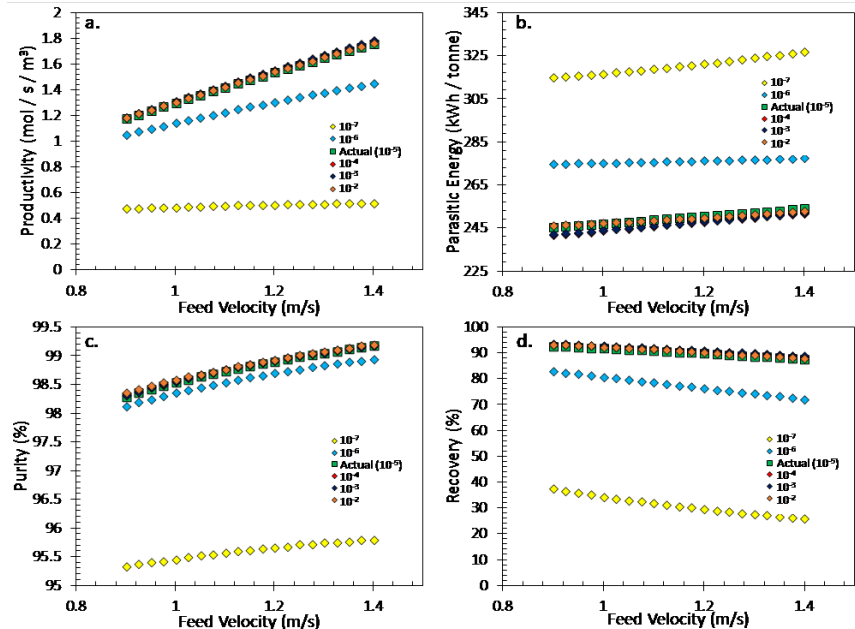 a.
Productivity (mol / s / m³)
2
1.8
1.6
1.4
1.2
1
0.8
0.6
0.4
0.2
0
10⁻⁷
10⁻⁶
Actual (10⁻⁵)
10⁻⁴
10⁻³
10⁻²
0.8 1 1.2 1.4
Feed Velocity (m/s)
b.
Parasitic Energy (kWh / tonne)
325
305
285
265
245
225
10⁻⁷
10⁻⁶
Actual (10⁻⁵)
10⁻⁴
10⁻³
10⁻²
0.8 1 1.2 1.4
Feed Velocity (m/s)
c.
Purity (%)
99.5
99
98.5
98
97.5
97
96.5
96
95.5
95
10⁻⁷
10⁻⁶
Actual (10⁻⁵)
10⁻⁴
10⁻³
10⁻²
0.8 1 1.2 1.4
Feed Velocity (m/s)
d.
Recovery (%)
100
90
80
70
60
50
40
30
20
10
0
10⁻⁷
10⁻⁶
Actual (10⁻⁵)
10⁻⁴
10⁻³
10⁻²
0.8 1 1.2 1.4
Feed Velocity (m/s)